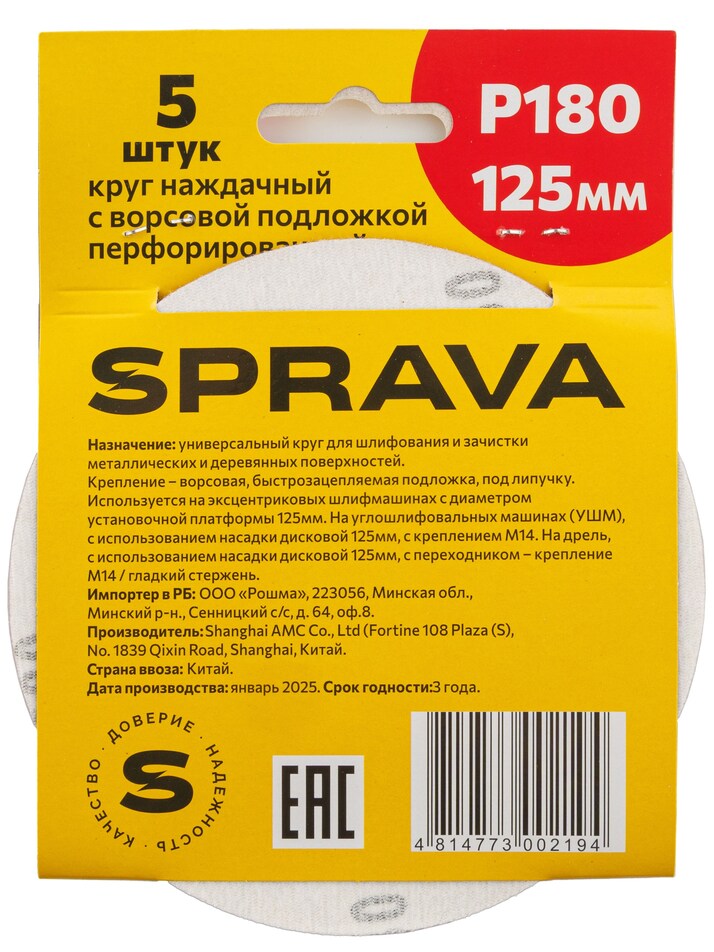 5
штук
P180
125мм
круг наждачный
с ворсовой подложкой
SPRAVA
Назначение: универсальный круг для шлифования и зачистки
металлических и деревянных поверхностей.
Крепление – ворсовая, быстрозацепляемая подложка, под липучку.
Используется на эксцентриковых шлифмашинах с диаметром
установочной платформы 125мм. На углошлифовальных машинах (УШМ),
с использованием насадки дисковой 125мм, с креплением М14. На дрель,
с использованием насадки дисковой 125мм, с переходником – крепление
М14 / гладкий стержень.
Импортер в РБ: ООО «Рошма», 223056, Минская обл.,
Минский р-н., Сенницкий с/с, д. 64, оф.8.
Производитель: Shanghai AMC Co., Ltd (Fortine 108 Plaza (S),
No. 1839 Qixin Road, Shanghai, Китай.
Страна ввоза: Китай.
Дата производства: январь 2025. Срок годности:3 года.
КАЧЕСТВО · ДОВЕРИЕ · НАДЕЖНОСТЬ ·
S
EAC
4 814773 002194